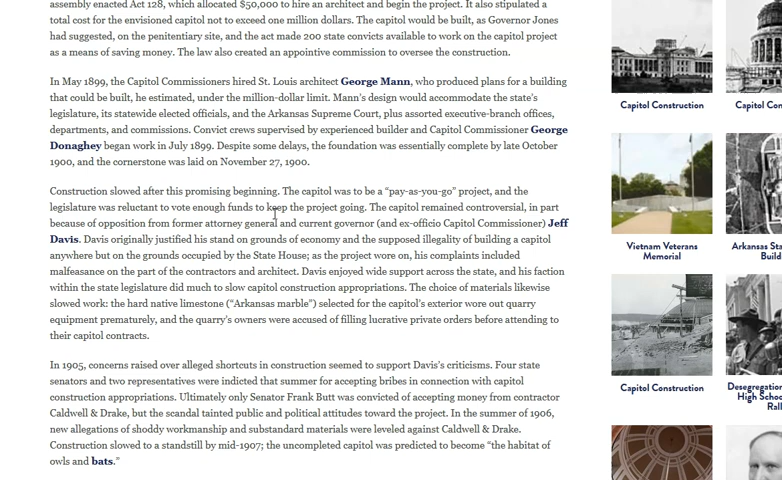 assembly enacted Act 128, which allocated $50,000 to hire an architect and begin the project. It also stipulated a
total cost for the envisioned capitol not to exceed one million dollars. The capitol would be built, as Governor Jones
had suggested, on the penitentiary site, and the act made 200 state convicts available to work on the capitol project
as a means of saving money. The law also created an appointive commission to oversee the construction.
In May 1899, the Capitol Commissioners hired St. Louis architect George Mann, who produced plans for a building
that could be built, he estimated, under the million-dollar limit. Mann's design would accommodate the state's
legislature, its statewide elected officials, and the Arkansas Supreme Court, plus assorted executive-branch offices,
departments, and commissions. Convict crews supervised by experienced builder and Capitol Commissioner George
Donaghey began work in July 1899. Despite some delays, the foundation was essentially complete by late October
1900, and the cornerstone was laid on November 27, 1900.
Construction slowed after this promising beginning. The capitol was to be a “pay-as-you-go” project, and the
legislature was reluctant to vote enough funds to keep the project going. The capitol remained controversial, in part
because of opposition from former attorney general and current governor (and ex-officio Capitol Commissioner) Jeff
Davis. Davis originally justified his stand on grounds of economy and the supposed illegality of building a capitol
anywhere but on the grounds occupied by the State House; as the project wore on, his complaints included
malfeasance on the part of the contractors and architect. Davis enjoyed wide support across the state, and his faction
within the state legislature did much to slow capitol construction appropriations. The choice of materials likewise
slowed work: the hard native limestone (“Arkansas marble”) selected for the capitol's exterior wore out quarry
equipment prematurely, and the quarry's owners were accused of filling lucrative private orders before attending to
their capitol contracts.
In 1905, concerns raised over alleged shortcuts in construction seemed to support Davis's criticisms. Four state
senators and two representatives were indicted that summer for accepting bribes in connection with capitol
construction appropriations. Ultimately only Senator Frank Butt was convicted of accepting money from contractor
Caldwell & Drake, but the scandal tainted public and political attitudes toward the project. In the summer of 1906,
new allegations of shoddy workmanship and substandard materials were leveled against Caldwell & Drake.
Construction slowed to a standstill by mid-1907; the uncompleted capitol was predicted to become “the habitat of
owls and bats.”
Capitol Construction
Capitol Con
Vietnam Veterans
Memorial
Arkansas Sta
Build
Capitol Construction
Desegregation
High Schoo
Rall